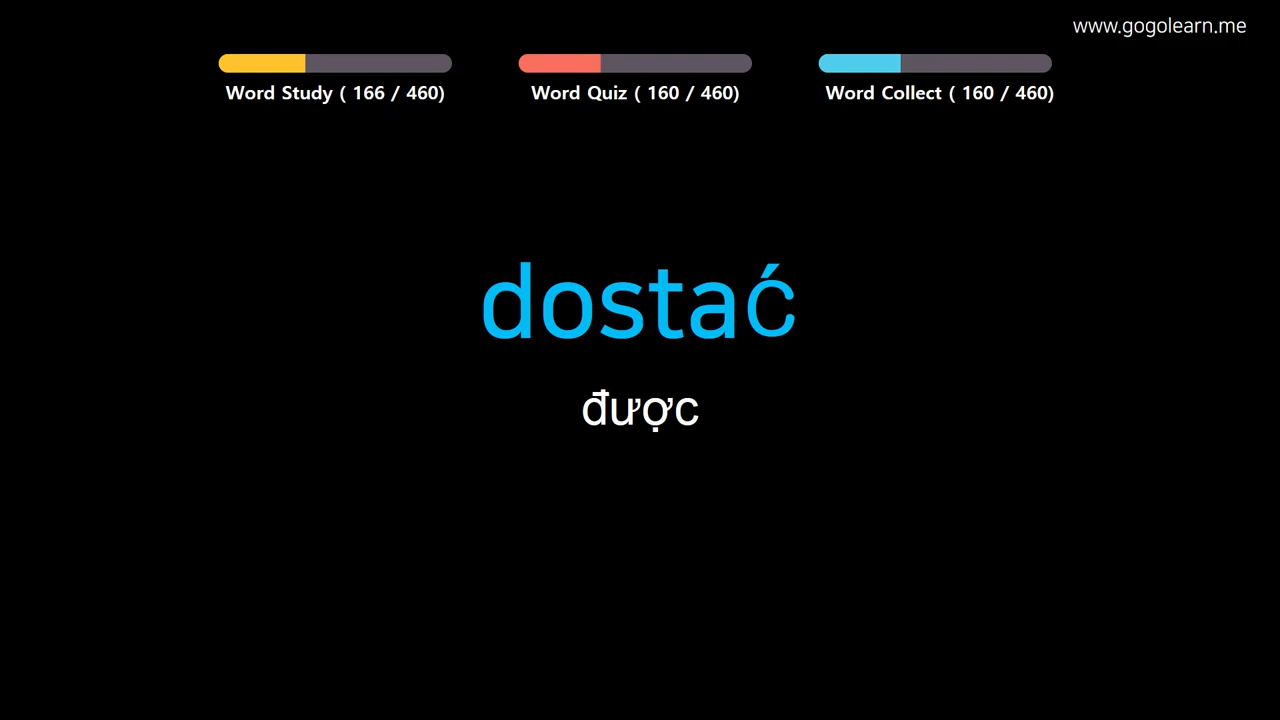 www.gogolearn.me
Word Study ( 166 / 460)
Word Quiz ( 160 / 460)
Word Collect ( 160 / 460)
dostać
được